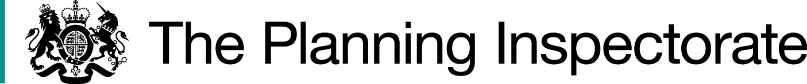 The Planning Inspectorate